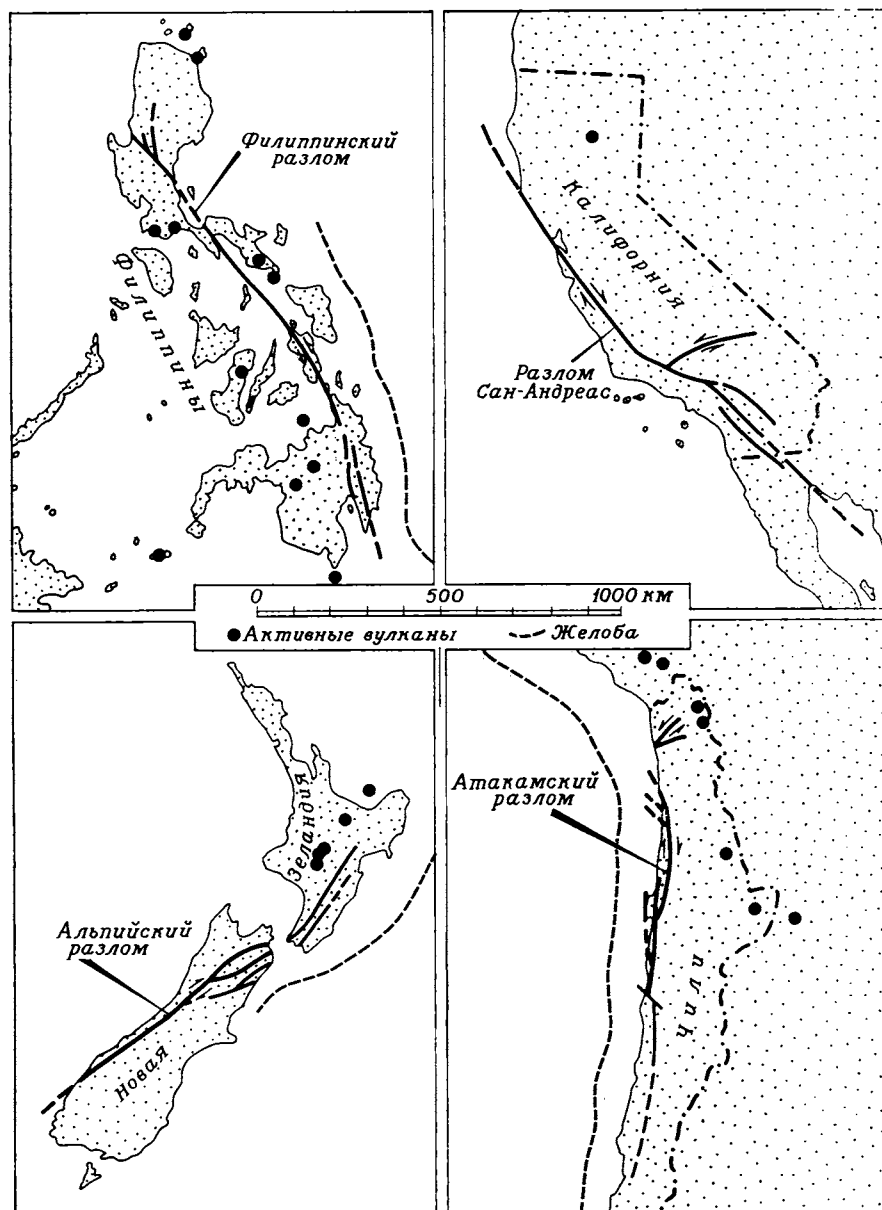 Филиппинский
разлом
Филиппины
Калифорния
Разлом
Сан-Андреас
0 500 1000 км
Активные вулканы Желоба
Зеландия
Альпийский
разлом
Новая
Атакамский
разлом
Чили